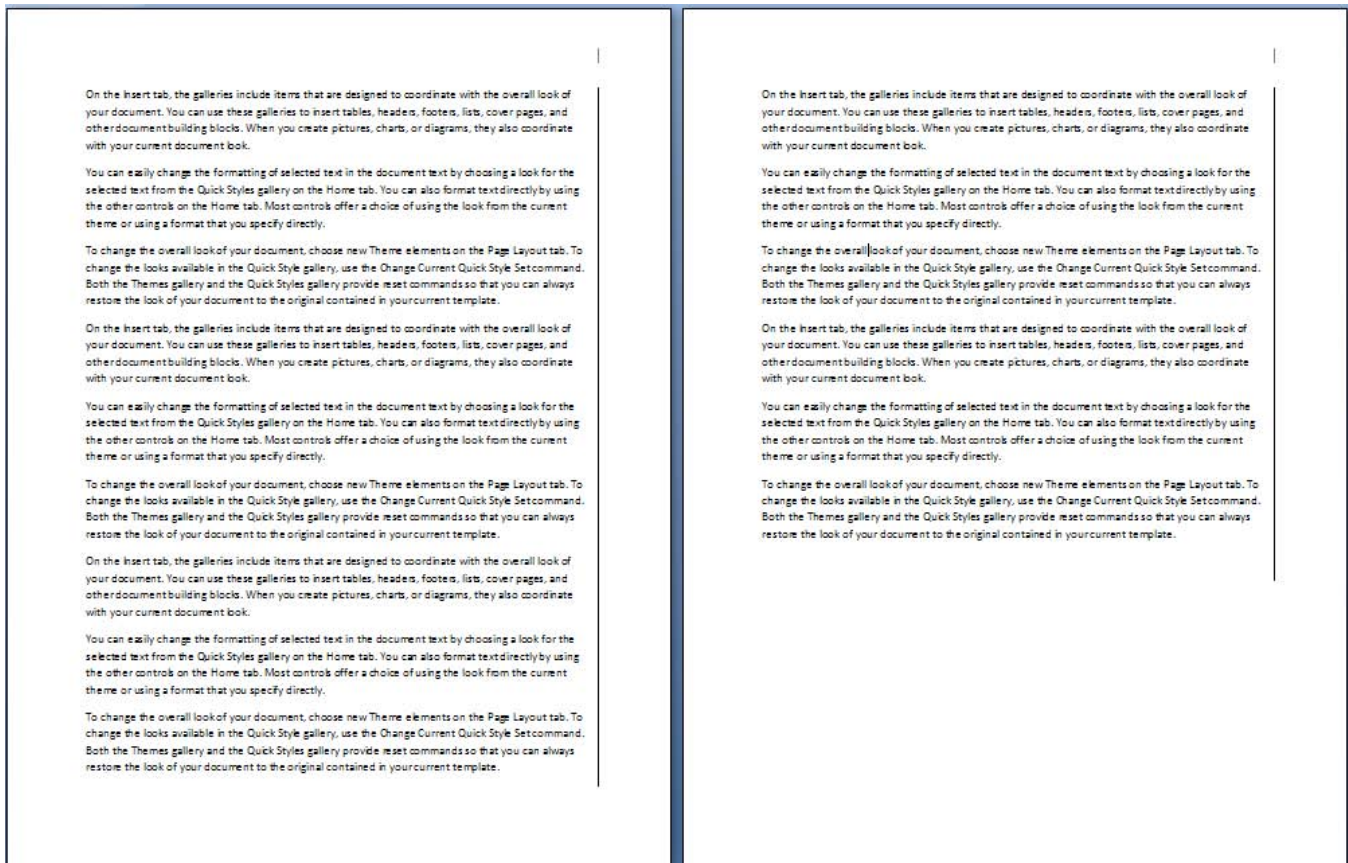 On the Insert tab, the galleries include items that are designed to coordinate with the overall look of
your document. You can use these galleries to insert tables, headers, footers, lists, cover pages, and
other document building blocks. When you create pictures, charts, or diagrams, they also coordinate
with your current document look.
You can easily change the formatting of selected text in the document text by choosing a look for the
selected text from the Quick Styles gallery on the Home tab. You can also format text directly by using
the other controls on the Home tab. Most controls offer a choice of using the look from the current
theme or using a format that you specify directly.
To change the overall look of your document, choose new Theme elements on the Page Layout tab. To
change the looks available in the Quick Style gallery, use the Change Current Quick Style Set command.
Both the Themes gallery and the Quick Styles gallery provide reset commands so that you can always
restore the look of your document to the original contained in your current template.
On the Insert tab, the galleries include items that are designed to coordinate with the overall look of
your document. You can use these galleries to insert tables, headers, footers, lists, cover pages, and
other document building blocks. When you create pictures, charts, or diagrams, they also coordinate
with your current document look.
You can easily change the formatting of selected text in the document text by choosing a look for the
selected text from the Quick Styles gallery on the Home tab. You can also format text directly by using
the other controls on the Home tab. Most controls offer a choice of using the look from the current
theme or using a format that you specify directly.
To change the overall look of your document, choose new Theme elements on the Page Layout tab. To
change the looks available in the Quick Style gallery, use the Change Current Quick Style Set command.
Both the Themes gallery and the Quick Styles gallery provide reset commands so that you can always
restore the look of your document to the original contained in your current template.
On the Insert tab, the galleries include items that are designed to coordinate with the overall look of
your document. You can use these galleries to insert tables, headers, footers, lists, cover pages, and
other document building blocks. When you create pictures, charts, or diagrams, they also coordinate
with your current document look.
You can easily change the formatting of selected text in the document text by choosing a look for the
selected text from the Quick Styles gallery on the Home tab. You can also format text directly by using
the other controls on the Home tab. Most controls offer a choice of using the look from the current
theme or using a format that you specify directly.
To change the overall look of your document, choose new Theme elements on the Page Layout tab. To
change the looks available in the Quick Style gallery, use the Change Current Quick Style Set command.
Both the Themes gallery and the Quick Styles gallery provide reset commands so that you can always
restore the look of your document to the original contained in your current template.
On the Insert tab, the galleries include items that are designed to coordinate with the overall look of
your document. You can use these galleries to insert tables, headers, footers, lists, cover pages, and
other document building blocks. When you create pictures, charts, or diagrams, they also coordinate
with your current document look.
You can easily change the formatting of selected text in the document text by choosing a look for the
selected text from the Quick Styles gallery on the Home tab. You can also format text directly by using
the other controls on the Home tab. Most controls offer a choice of using the look from the current
theme or using a format that you specify directly.
To change the overall look of your document, choose new Theme elements on the Page Layout tab. To
change the looks available in the Quick Style gallery, use the Change Current Quick Style Set command.
Both the Themes gallery and the Quick Styles gallery provide reset commands so that you can always
restore the look of your document to the original contained in your current template.
On the Insert tab, the galleries include items that are designed to coordinate with the overall look of
your document. You can use these galleries to insert tables, headers, footers, lists, cover pages, and
other document building blocks. When you create pictures, charts, or diagrams, they also coordinate
with your current document look.
You can easily change the formatting of selected text in the document text by choosing a look for the
selected text from the Quick Styles gallery on the Home tab. You can also format text directly by using
the other controls on the Home tab. Most controls offer a choice of using the look from the current
theme or using a format that you specify directly.
To change the overall look of your document, choose new Theme elements on the Page Layout tab. To
change the looks available in the Quick Style gallery, use the Change Current Quick Style Set command.
Both the Themes gallery and the Quick Styles gallery provide reset commands so that you can always
restore the look of your document to the original contained in your current template.